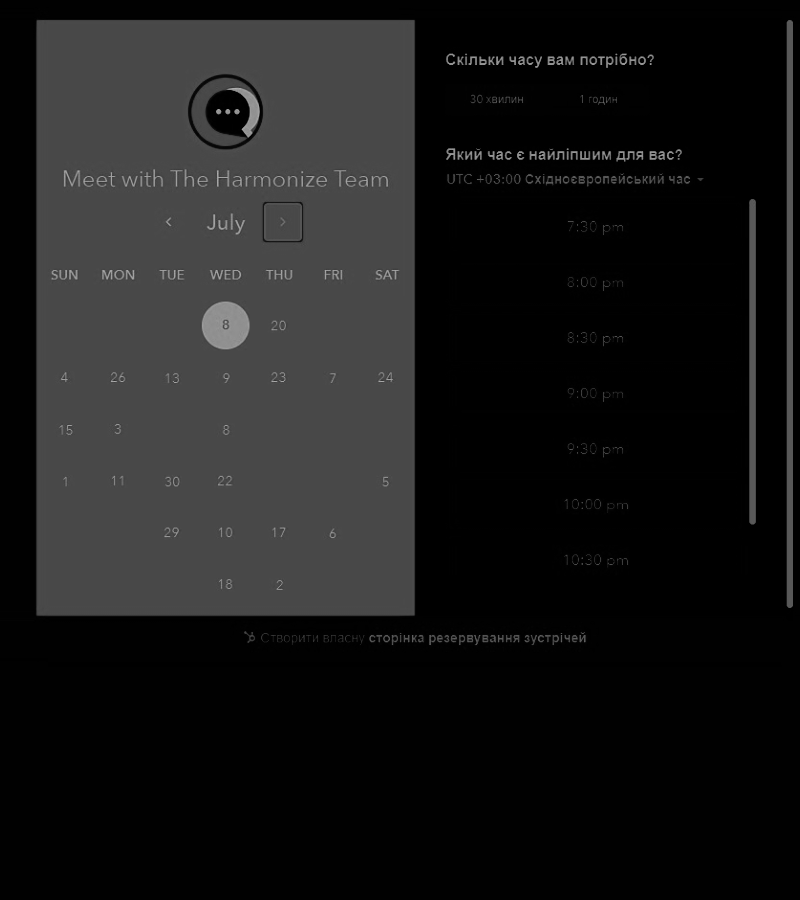 Meet with The Harmonize Team
July
SUN MON TUE WED THU FRI SAT
8 20
4 26 13 9 23 7 24
15 3 8
1 11 30 22 5
29 10 17 6
18 2
Скільки часу вам потрібно?
30 хвилин 1 годин
Який час є найліпшим для вас?
UTC +03:00 Східноєвропейський час
7:30 pm
8:00 pm
8:30 pm
9:00 pm
9:30 pm
10:00 pm
10:30 pm
Створити власну сторінка резервування зустрічей